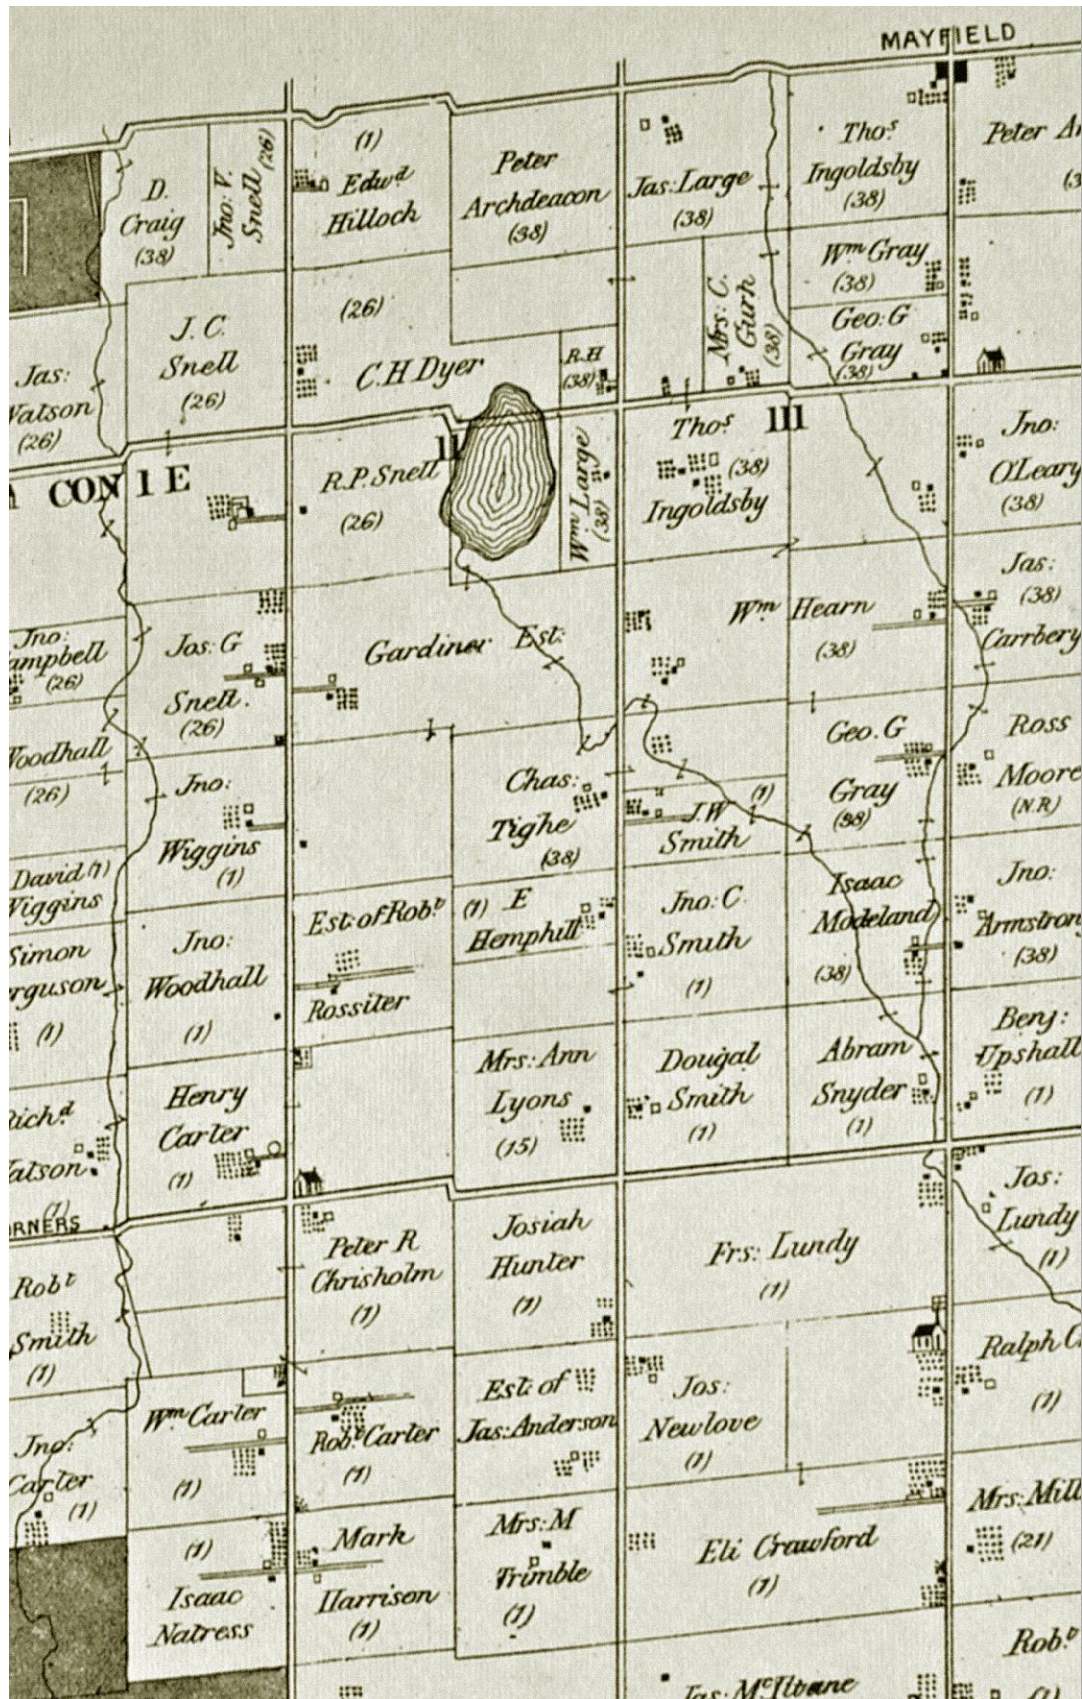 MAYFIELD
D.
Craig
(38)
Jno: V.
Snell (26)
(1)
Edwd
Hillock
Peter
Archdeacon
(38)
Jas: Large
(38)
Thos
Ingoldsby
(38)
Peter
Wm Gray
(38)
Geo: G
Gray
(38)
Mrs: C.
Gurh
(38)
Jas:
Watson
(26)
J. C.
Snell
(26)
(26)
C. H Dyer
R. H
(38)
CON 1 E
II
III
R. P. Snell
(26)
Wm Large
(38)
Thos
(38)
Ingoldsby
Jno:
O'Leary
(38)
Jno:
(26)
Jos: G
Snell.
(26)
Gardiner Est:
Wm Hearn
(38)
Jas:
(38)
Carrbery
Woodhall
(26)
Jno:
Wiggins
(1)
Chas:
Tighe
(38)
(1)
J. W
Smith
Geo. G
Gray
(38)
Ross
Moore
(N.R)
David (1)
Wiggins
Simon
(1)
Jno:
Woodhall
(1)
Est: of Robt
Rossiter
(1) E
Hemphill
Jno: C
Smith
(1)
Isaac
Modeland
(38)
Jno:
Armstrong
(38)
Richd
Watson
(1)
Henry
Carter
(1)
Mrs: Ann
Lyons
(15)
Dougal
Smith
(1)
Abram
Snyder
(1)
Benj:
Upshall
(1)
ORNERS
Robt
Smith
(1)
Peter R
Chrisholm
(1)
Josiah
Hunter
(1)
Frs: Lundy
(1)
Jos:
Lundy
(1)
Jno:
Carter
(1)
Wm Carter
(1)
Robt Carter
(1)
Est: of
Jas: Anderson
Jos:
Newlove
(1)
Ralph C
(1)
(1)
Isaac
Natress
Mark
Harrison
(1)
Mrs: M
Trimble
(1)
Eli Crawford
(1)
Mrs: Mill
(21)
Jas: McIlvane
Robt
(1)